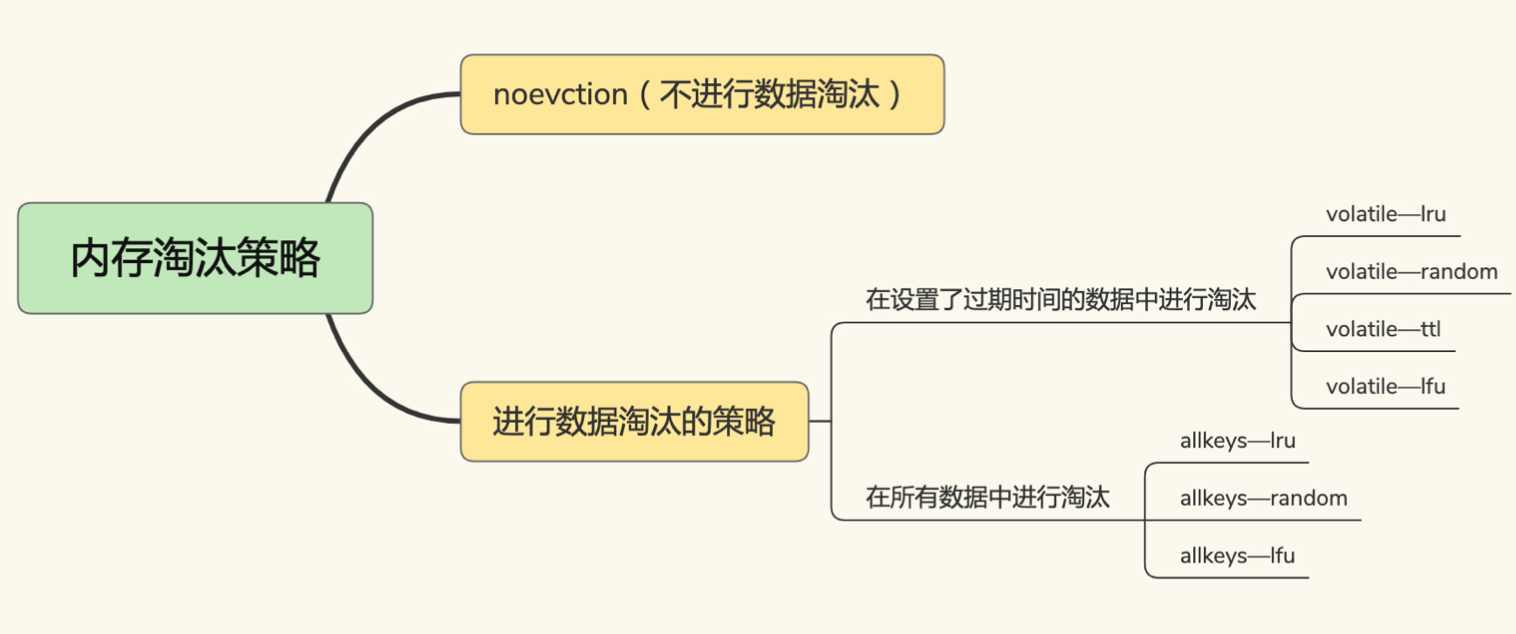 noevction（不进行数据淘汰）
内存淘汰策略
进行数据淘汰的策略
在设置了过期时间的数据中进行淘汰
volatile—lru
volatile—random
volatile—ttl
volatile—lfu
在所有数据中进行淘汰
allkeys—lru
allkeys—random
allkeys—lfu